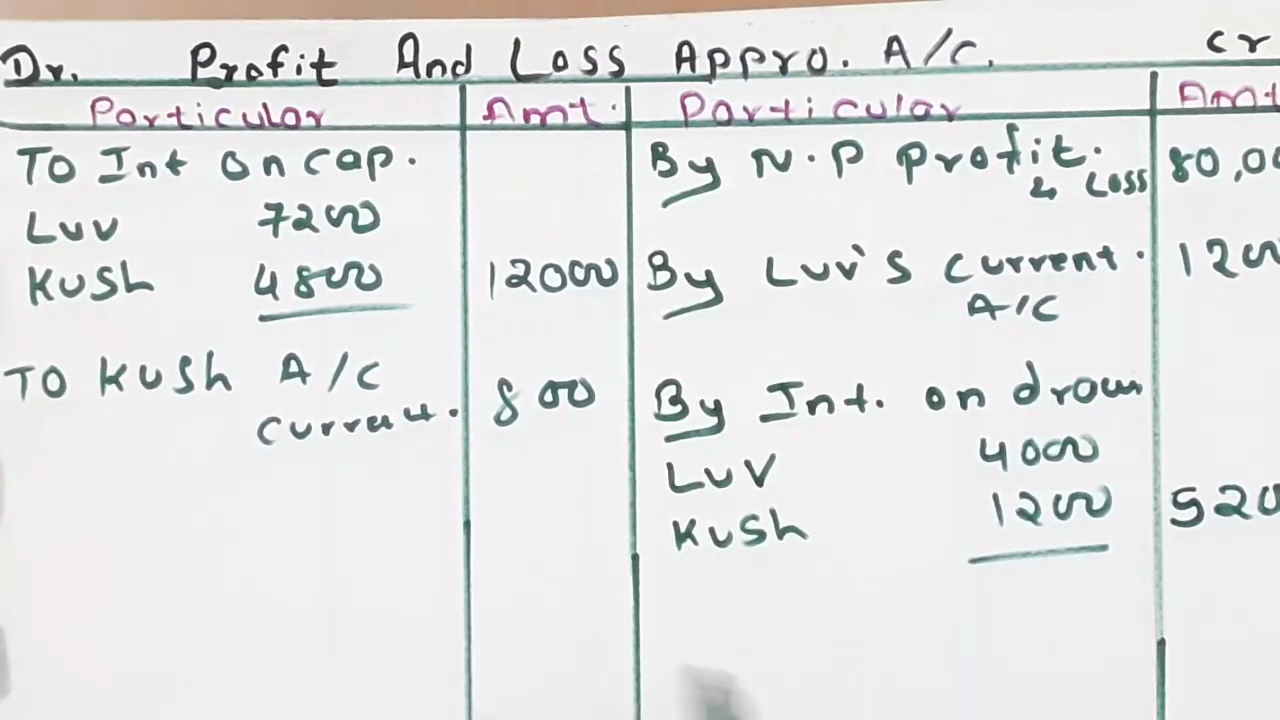 Dr. Profit And Loss Appro. A/C. cr
Particular Amt. Particular Amt
TO Int on cap. By N.P Profit. & Loss 80,00
Luv 7200
Kush 4800 12000 By Luv's current. A/C 1200
TO Kush A/C current. 800 By Int. on draw
Luv 4000
Kush 1200 520